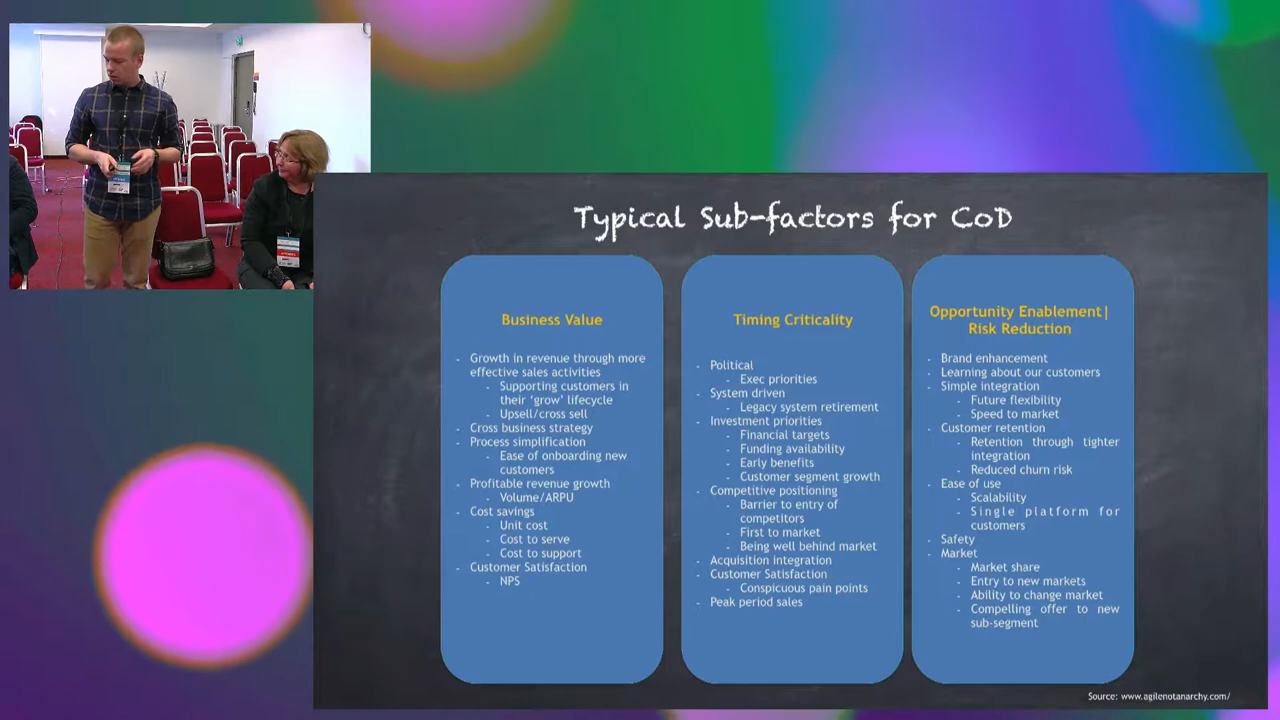 Typical Sub-factors for CoD
Business Value
- Growth in revenue through more
effective sales activities
- Supporting customers in
their 'grow' lifecycle
- Upsell/cross sell
- Cross business strategy
- Process simplification
- Ease of onboarding new
customers
- Profitable revenue growth
- Volume/ARPU
- Cost savings
- Unit cost
- Cost to serve
- Cost to support
- Customer Satisfaction
- NPS
Timing Criticality
- Political
- Exec priorities
- System driven
- Legacy system retirement
- Investment priorities
- Financial targets
- Funding availability
- Early benefits
- Customer segment growth
- Competitive positioning
- Barrier to entry of
competitors
- First to market
- Being well behind market
- Acquisition integration
- Customer Satisfaction
- Conspicuous pain points
- Peak period sales
Opportunity Enablement|
Risk Reduction
- Brand enhancement
- Learning about our customers
- Simple integration
- Future flexibility
- Speed to market
- Customer retention
- Retention through tighter
integration
- Reduced churn risk
- Ease of use
- Scalability
- Single platform for
customers
- Safety
- Market
- Market share
- Entry to new markets
- Ability to change market
- Compelling offer to new
sub-segment
Source: www.agilenotanarchy.com/